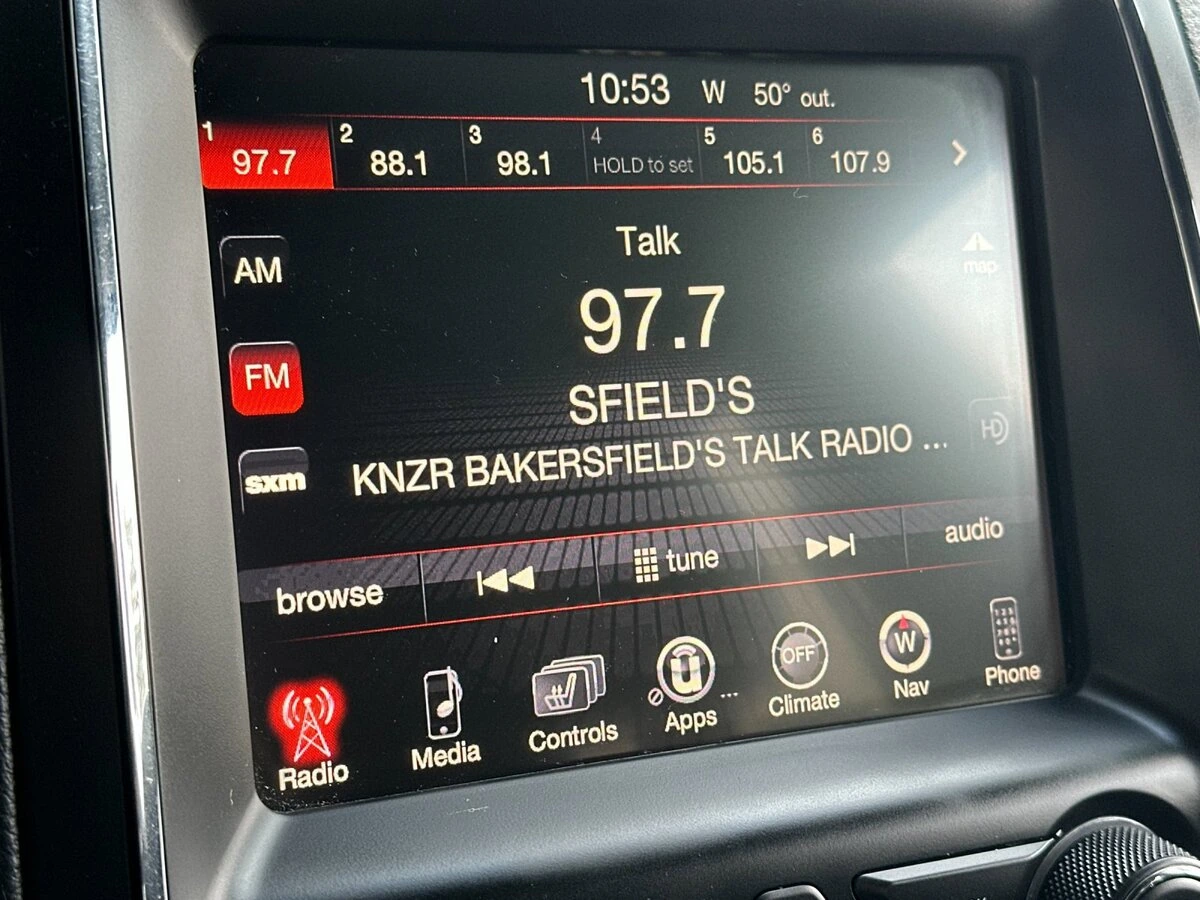 10:53 W 50° out.
1 2 3 4 5 6
97.7 88.1 98.1 HOLD to set 105.1 107.9
Talk
map
AM
97.7
FM
SFIELD'S
HD
KNZR BAKERSFIELD'S TALK RADIO ...
sxm
browse tune audio
OFF W
Radio Media Controls Apps ... Climate Nav Phone